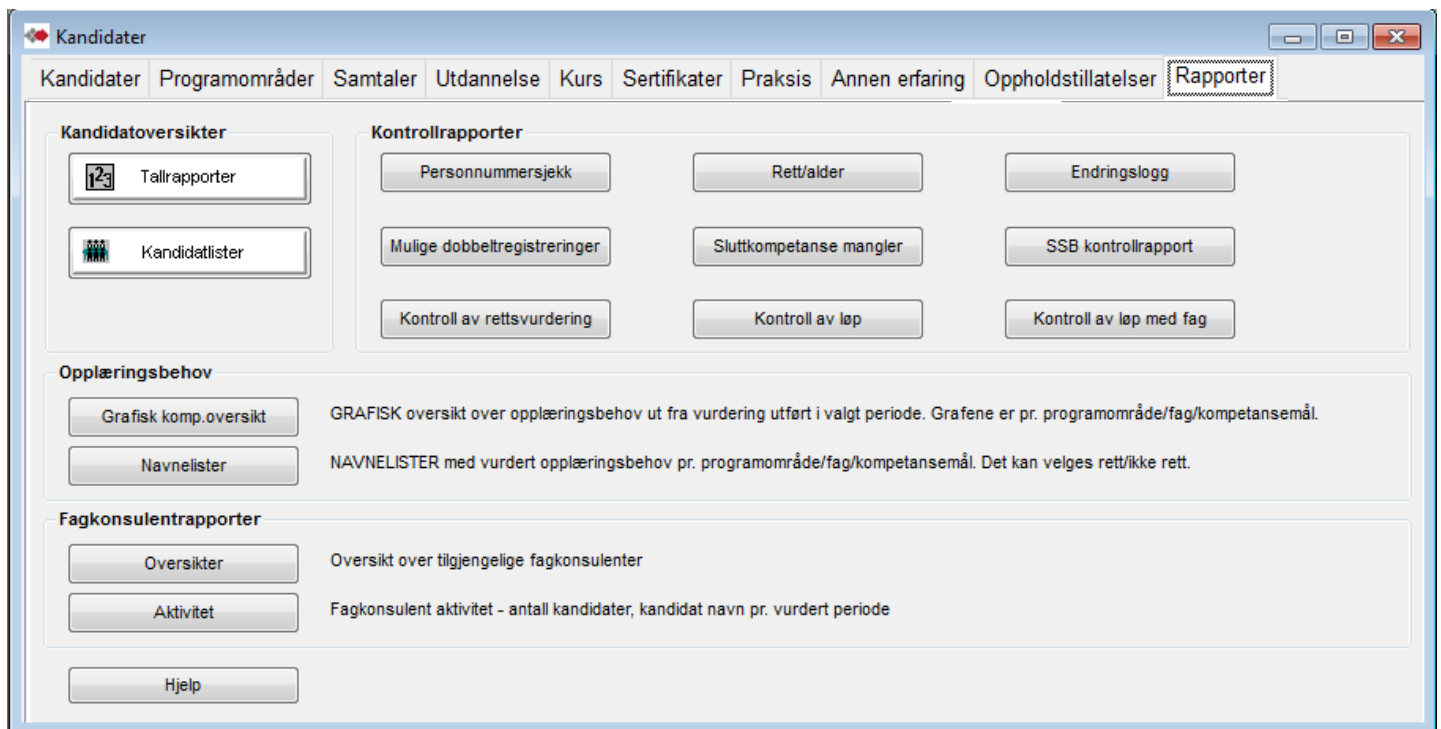 Kandidater
Kandidater Programområder Samtaler Utdannelse Kurs Sertifikater Praksis Annen erfaring Oppholdstillatelser Rapporter
Kandidatoversikter
123 Tallrapporter
Kandidatlister
Kontrollrapporter
Personnummersjekk Rett/alder Endringslogg
Mulige dobbeltregistreringer Sluttkompetanse mangler SSB kontrollrapport
Kontroll av rettsvurdering Kontroll av løp Kontroll av løp med fag
Opplæringsbehov
Grafisk komp.oversikt GRAFISK oversikt over opplæringsbehov ut fra vurdering utført i valgt periode. Grafene er pr. programområde/fag/kompetansemål.
Navnelister NAVNELISTER med vurdert opplæringsbehov pr. programområde/fag/kompetansemål. Det kan velges rett/ikke rett.
Fagkonsulentrapporter
Oversikter Oversikt over tilgjengelige fagkonsulenter
Aktivitet Fagkonsulent aktivitet - antall kandidater, kandidat navn pr. vurdert periode
Hjelp